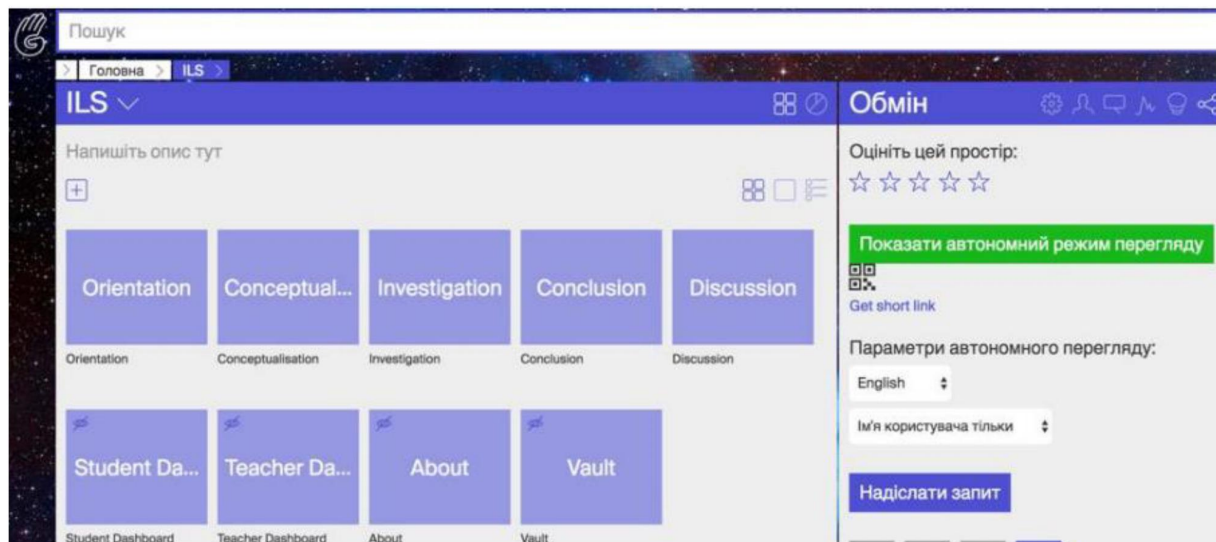 Пошук
Головна
ILS
ILS
Напишіть опис тут
Orientation
Conceptual...
Investigation
Conclusion
Discussion
Orientation
Conceptualisation
Investigation
Conclusion
Discussion
Student Da...
Teacher Da...
About
Vault
Student Dashboard
Teacher Dashboard
About
Vault
Обмін
Оцініть цей простір:
Показати автономний режим перегляду
Get short link
Параметри автономного перегляду:
English
Ім'я користувача тільки
Надіслати запит